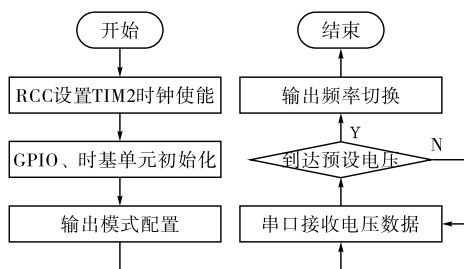 开始
RCC设置TIM2时钟使能
GPIO、时基单元初始化
输出模式配置
结束
输出频率切换
Y
到达预设电压
N
串口接收电压数据